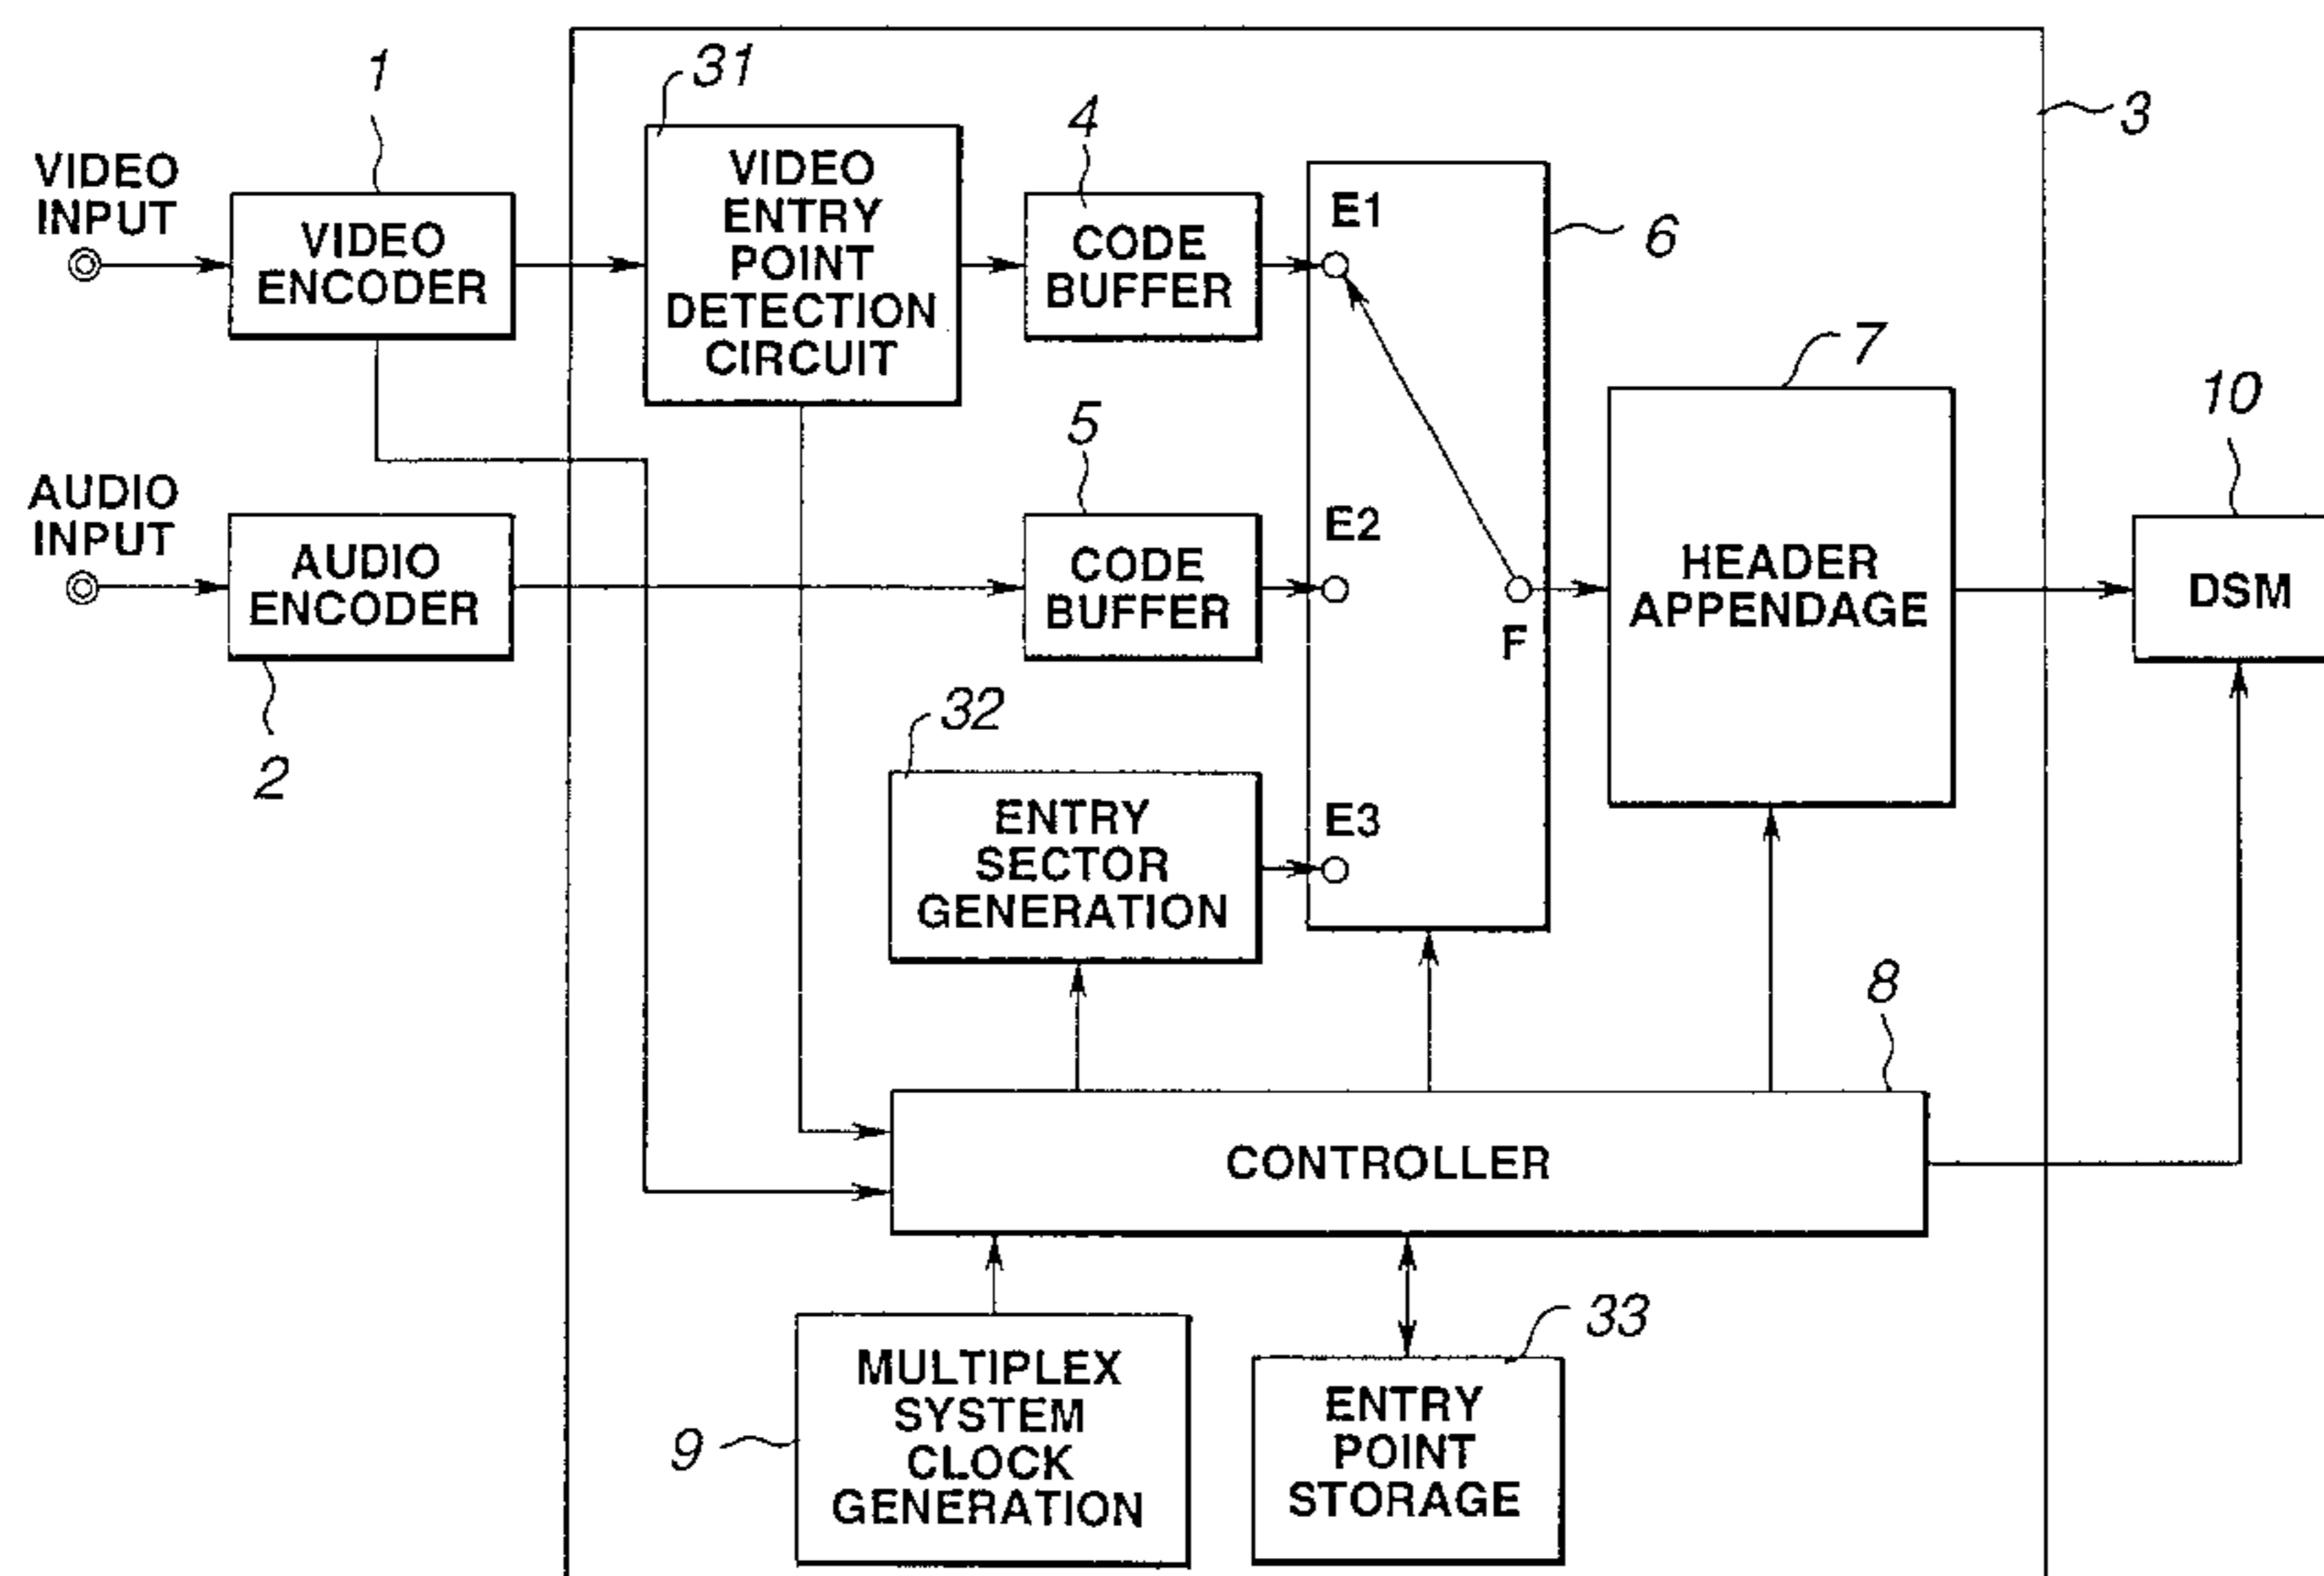 1
31
4
3
VIDEO
INPUT
VIDEO
ENCODER
VIDEO
ENTRY
POINT
DETECTION
CIRCUIT
CODE
BUFFER
E1
6
7
10
AUDIO
INPUT
AUDIO
ENCODER
2
5
CODE
BUFFER
E2
F
HEADER
APPENDAGE
DSM
32
ENTRY
SECTOR
GENERATION
E3
8
CONTROLLER
9
MULTIPLEX
SYSTEM
CLOCK
GENERATION
33
ENTRY
POINT
STORAGE